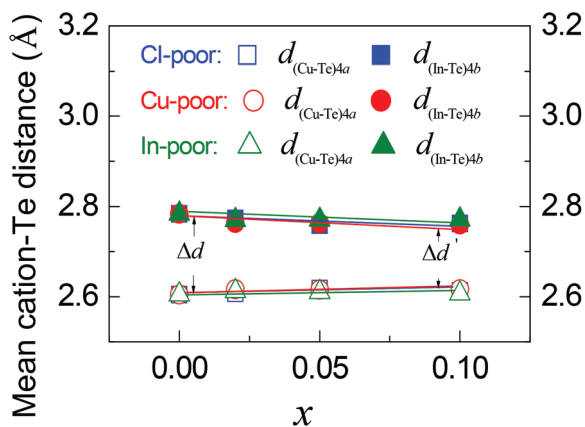 Mean cation-Te distance (Å)
3.2
3.0
2.8
2.6
3.2
3.0
2.8
2.6
CI-poor: d(Cu-Te)4a d(In-Te)4b
Cu-poor: d(Cu-Te)4a d(In-Te)4b
In-poor: d(Cu-Te)4a d(In-Te)4b
Δd Δd'
0.00 0.05 0.10
x